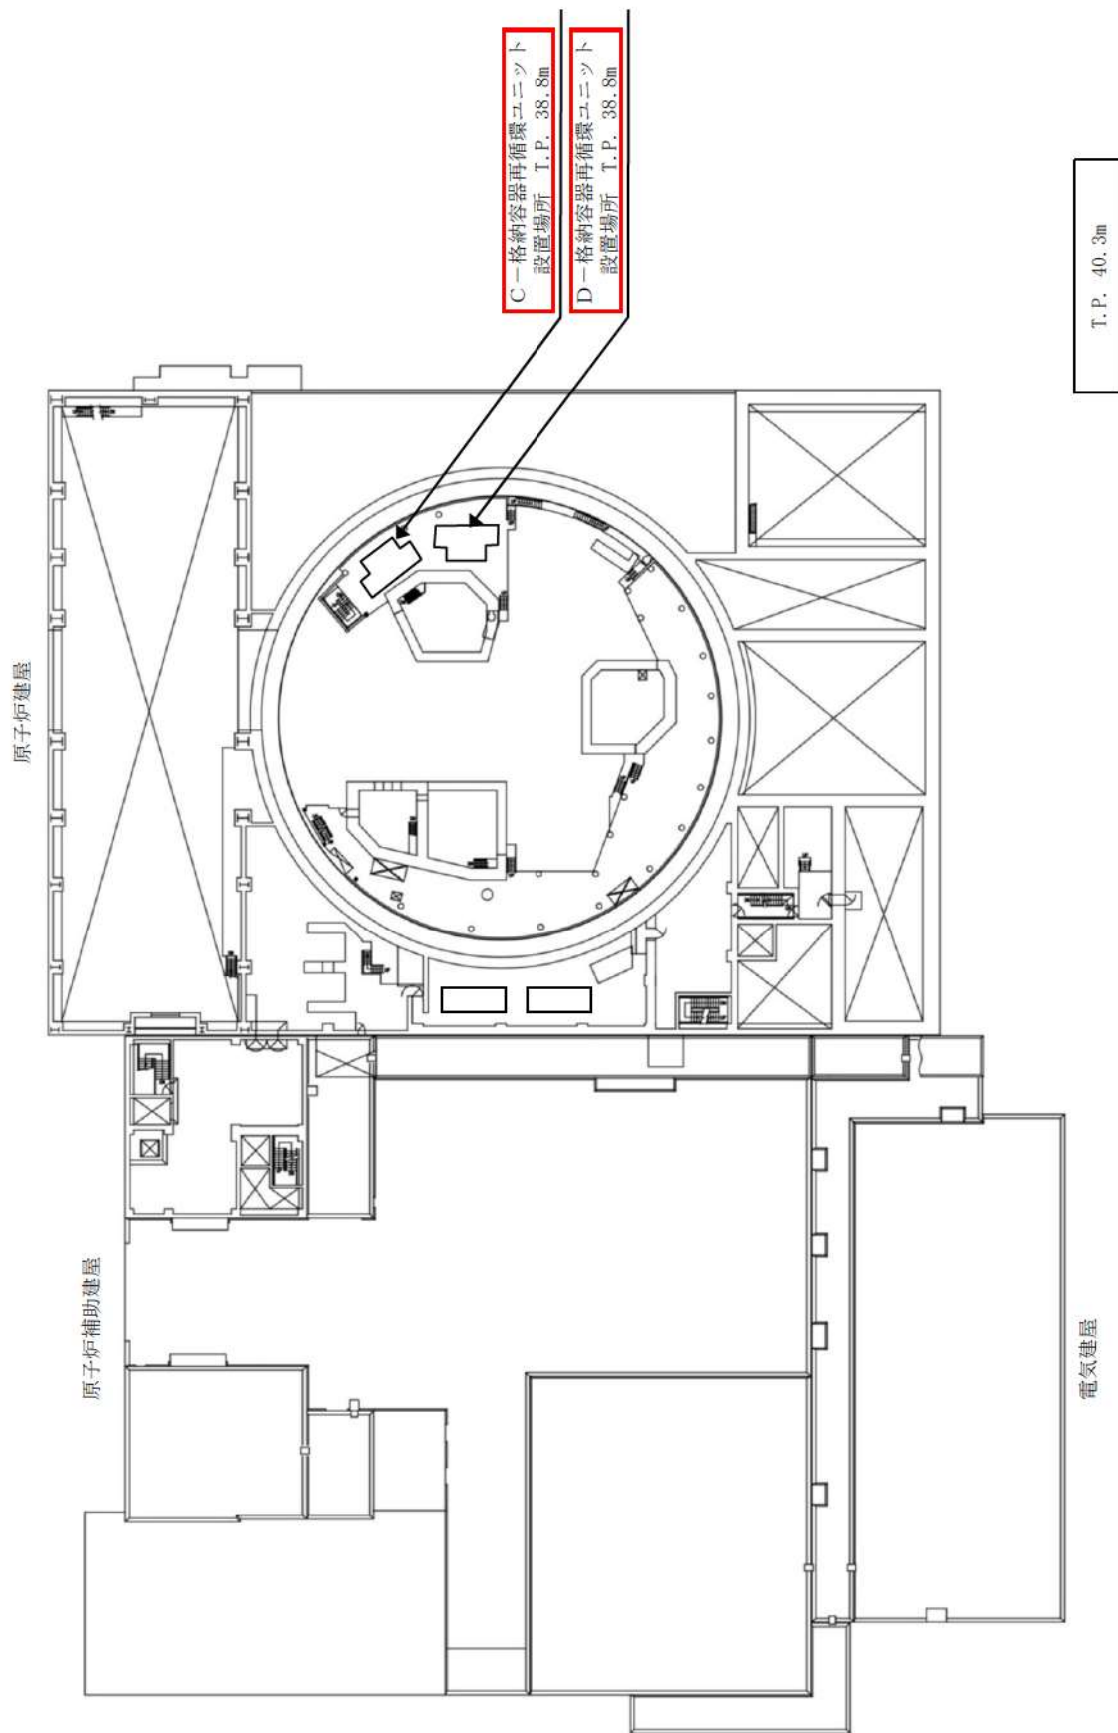 C－格納容器再循環ユニット
設置場所 T.P. 38.8m
D－格納容器再循環ユニット
設置場所 T.P. 38.8m
原子炉建屋
原子炉補助建屋
電気建屋
T.P. 40.3m